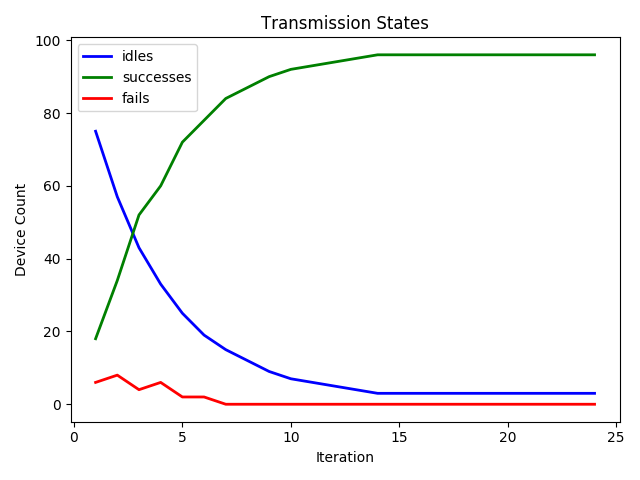 Transmission States
idles
successes
fails
Device Count
100
80
60
40
20
0
0 5 10 15 20 25
Iteration